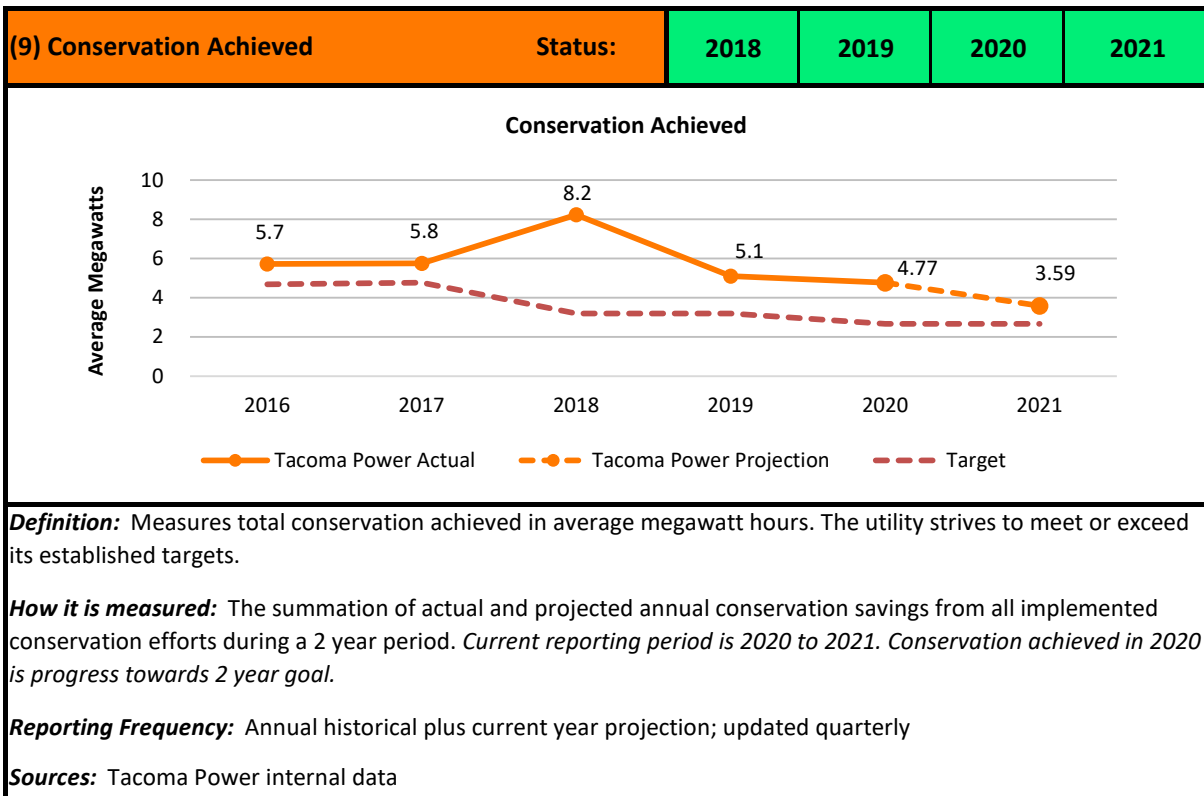 (9) Conservation Achieved Status: 2018 2019 2020 2021
Conservation Achieved
Average Megawatts
10
8
6
4
2
0
5.7
5.8
8.2
5.1
4.77
3.59
2016 2017 2018 2019 2020 2021
Tacoma Power Actual Tacoma Power Projection Target
Definition: Measures total conservation achieved in average megawatt hours. The utility strives to meet or exceed
its established targets.
How it is measured: The summation of actual and projected annual conservation savings from all implemented
conservation efforts during a 2 year period. Current reporting period is 2020 to 2021. Conservation achieved in 2020
is progress towards 2 year goal.
Reporting Frequency: Annual historical plus current year projection; updated quarterly
Sources: Tacoma Power internal data